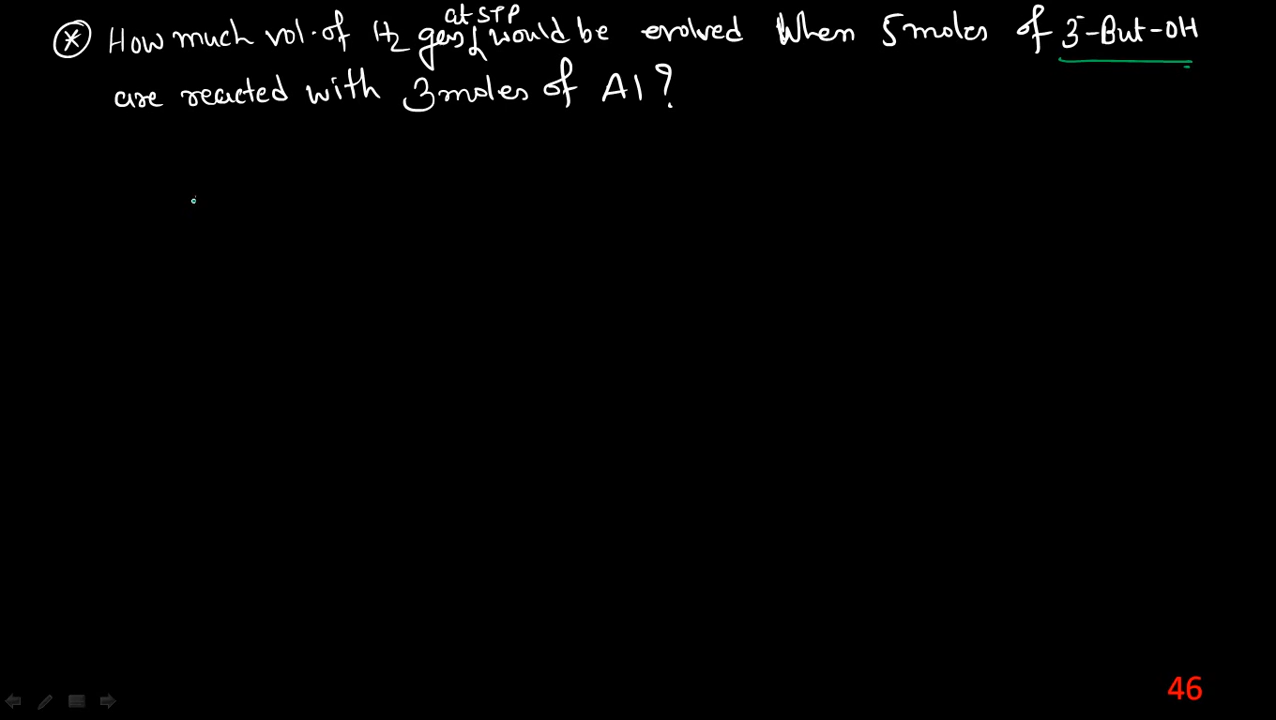 * How much vol. of H2 gas at STP would be evolved When 5 moles of 3̊-But-OH
are reacted with 3 moles of Al?
46